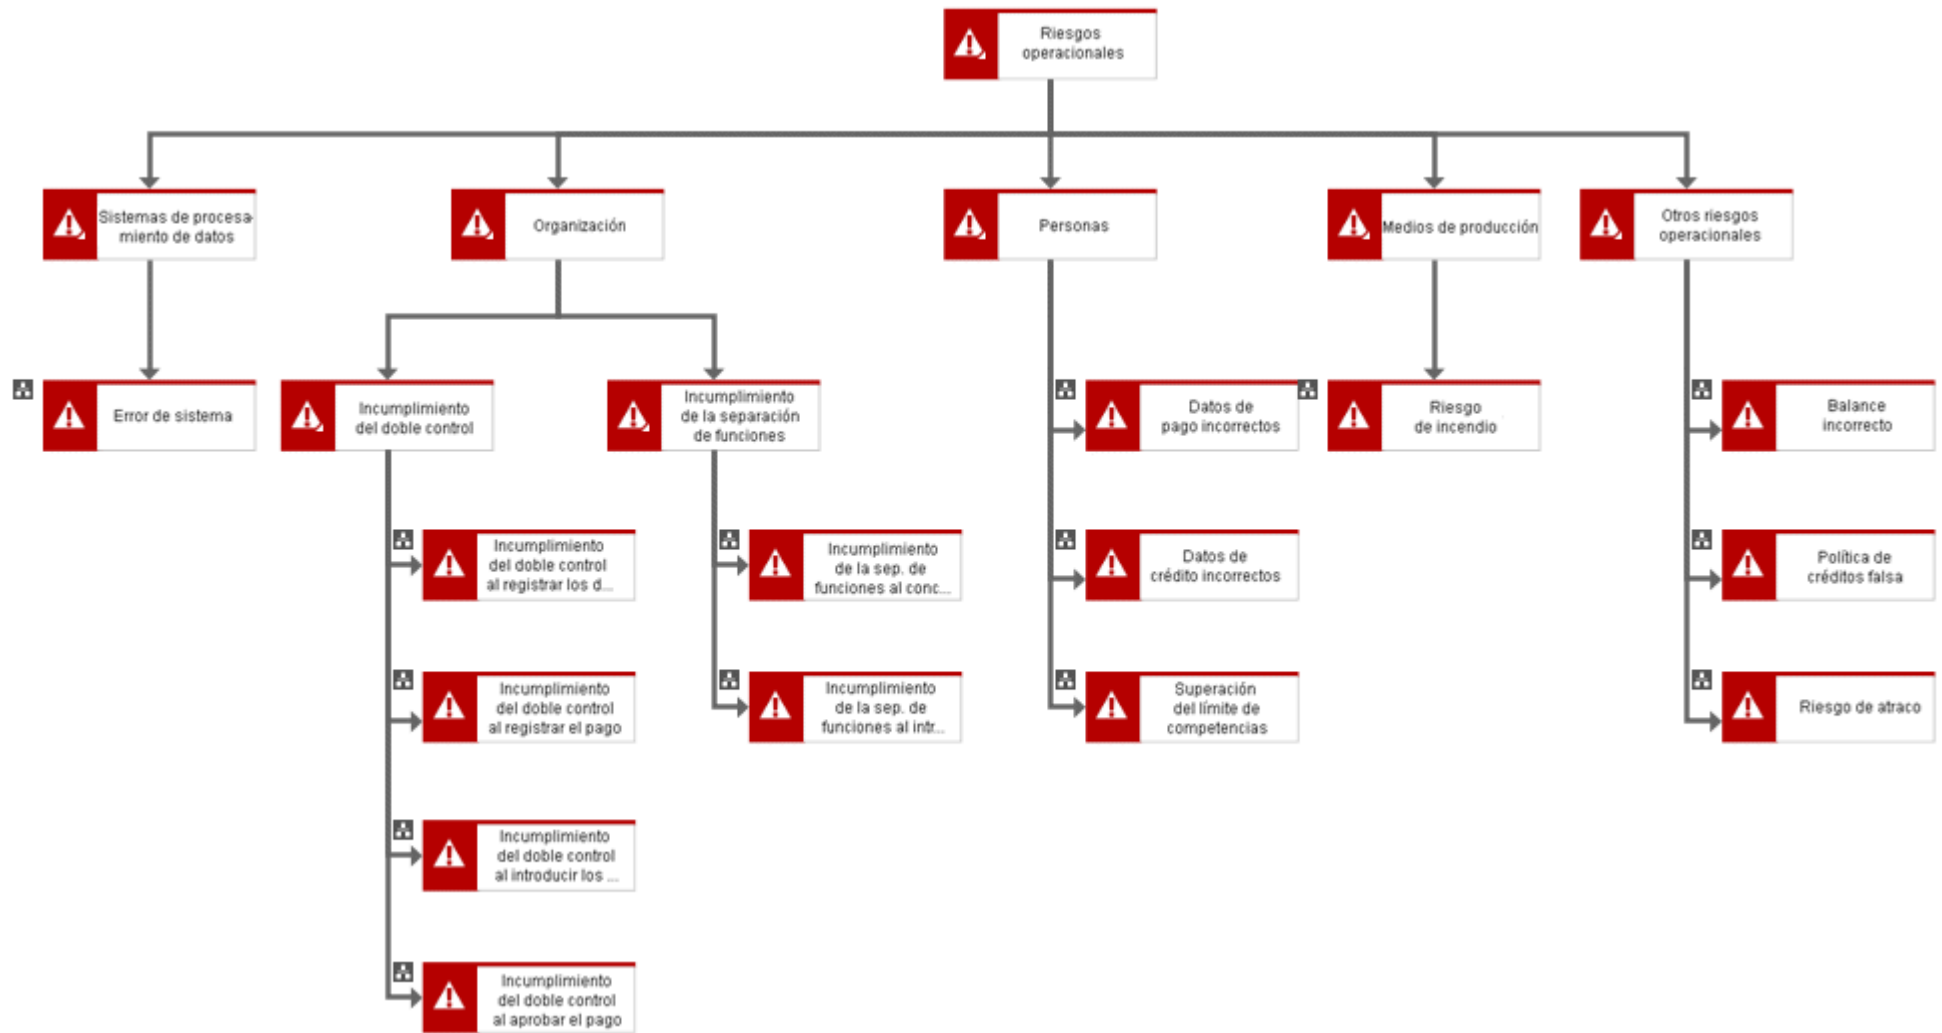 Riesgos
operacionales
Sistemas de procesa-
miento de datos
Organización
Personas
Medios de producción
Otros riesgos
operacionales
Error de sistema
Incumplimiento
del doble control
Incumplimiento
de la separación
de funciones
Datos de
pago incorrectos
Riesgo
de incendio
Balance
incorrecto
Incumplimiento
del doble control
al registrar los d...
Incumplimiento
de la sep. de
funciones al conc...
Datos de
crédito incorrectos
Política de
créditos falsa
Incumplimiento
del doble control
al registrar el pago
Incumplimiento
de la sep. de
funciones al intr...
Superación
del límite de
competencias
Riesgo de atraco
Incumplimiento
del doble control
al introducir los ...
Incumplimiento
del doble control
al aprobar el pago